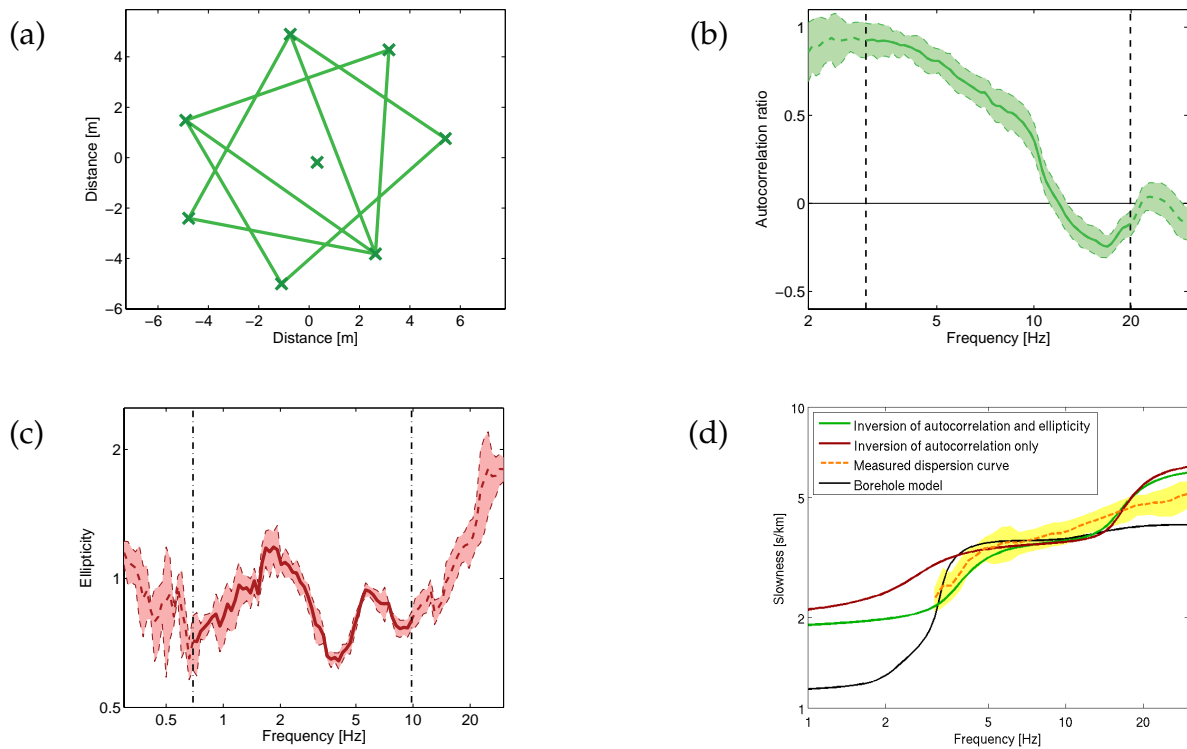 (a)
4
2
0
−2
−4
−6
Distance [m]
−6 −4 −2 0 2 4 6
Distance [m]
(b)
1
0.5
0
−0.5
Autocorrelation ratio
2 5 10 20
Frequency [Hz]
(c)
2
1
0.5
Ellipticity
0.5 1 2 5 10 20
Frequency [Hz]
(d)
10
5
2
1
Slowness [s/km]
Inversion of autocorrelation and ellipticity
Inversion of autocorrelation only
Measured dispersion curve
Borehole model
1 2 5 10 20
Frequency [Hz]